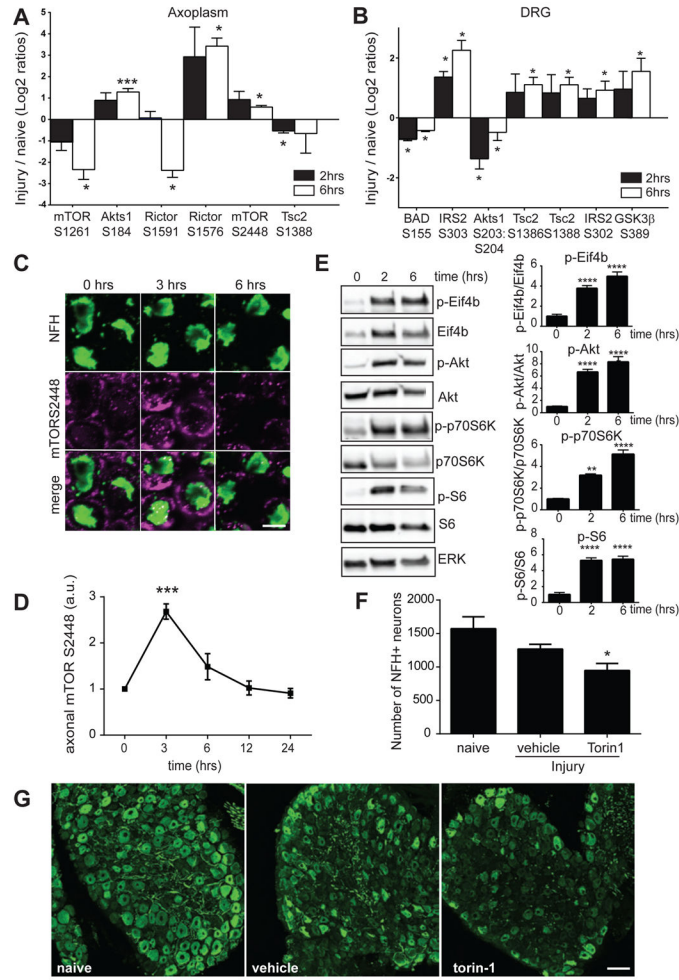 A
Axoplasm
Injury / naive (Log2 ratios)
5
4
3
2
1
0
-1
-2
-3
-4
-5
***
*
*
*
*
*
2hrs
6hrs
mTOR Akts1 Rictor Rictor mTOR Tsc2
S1261 S184 S1591 S1576 S2448 S1388
B
DRG
Injury / naive (Log2 ratios)
2
0
-2
* * * * * * * * * * *
2hrs
6hrs
BAD IRS2 Akts1 Tsc2 Tsc2 IRS2 GSK3β
S155 S303 S203: S1386 S1388 S302 S389
S204
C
0 hrs 3 hrs 6 hrs
NFH
mTORS2448
merge
D
axonal mTOR S2448 (a.u.)
3
2
1
0
***
0 3 6 12 24
time (hrs)
E
0 2 6 time (hrs)
p-Eif4b
Eif4b
p-Akt
Akt
p-p70S6K
p70S6K
p-S6
S6
ERK
p-Eif4b
p-Eif4b/Eif4b
6
4
2
0
**** ****
0 2 6 time (hrs)
p-Akt
p-Akt/Akt
10
8
6
4
2
0
**** ****
0 2 6 time (hrs)
p-p70S6K
p-p70S6K/p70S6K
6
4
2
0
** ****
0 2 6 time (hrs)
p-S6
p-S6/S6
8
6
4
2
0
**** ****
0 2 6 (hrs)
F
Number of NFH+ neurons
2000
1500
1000
500
0
*
naive vehicle Torin1
Injury
G
naive
vehicle
torin-1